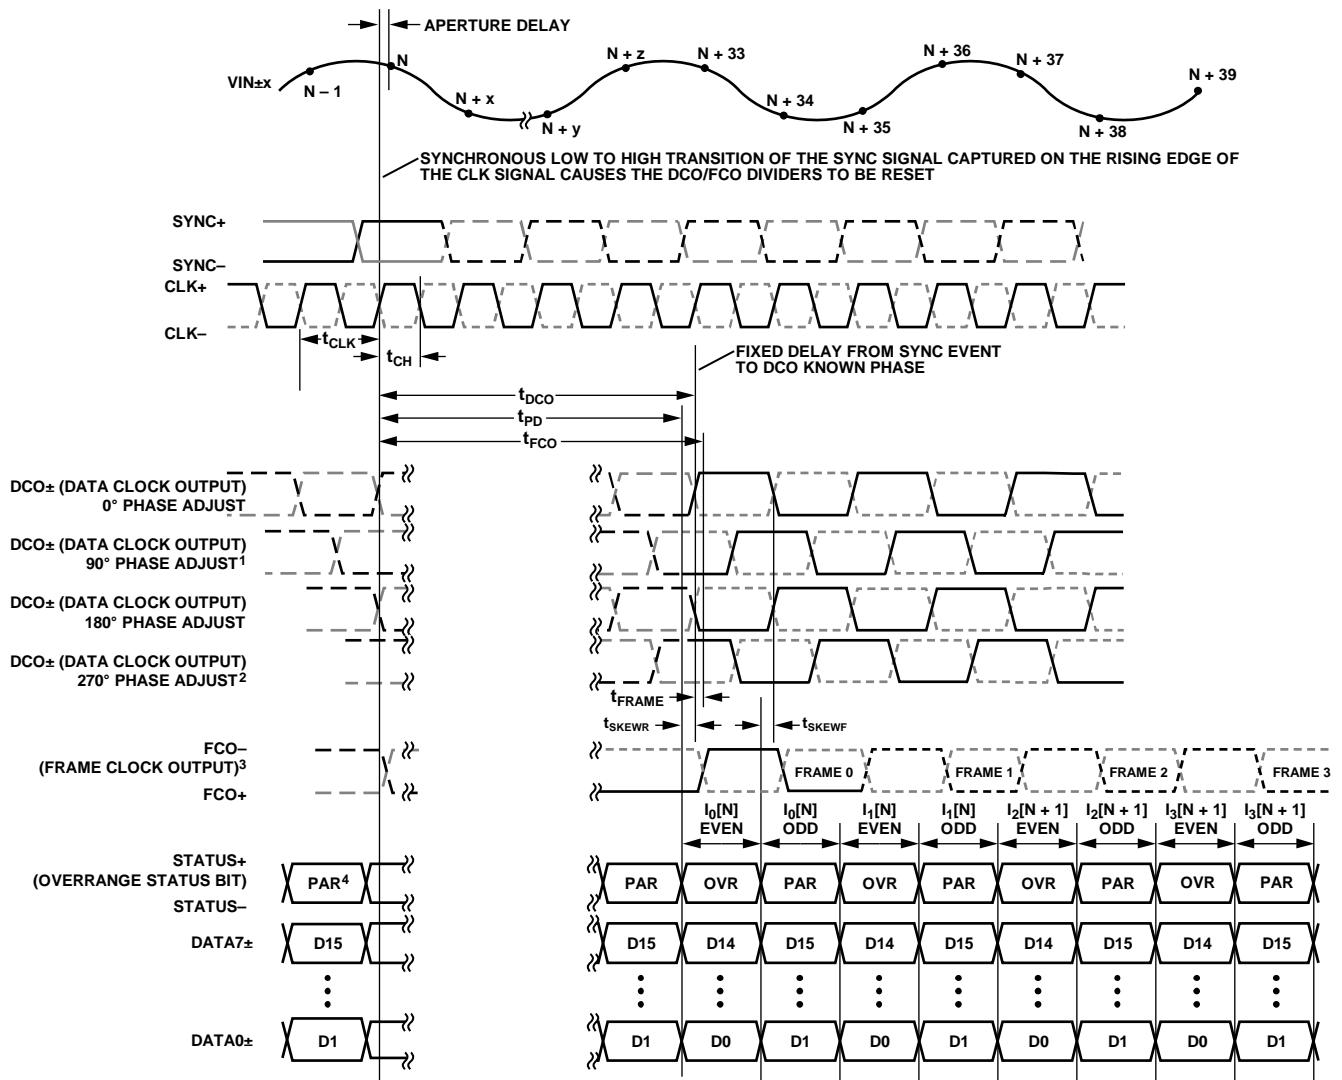 APERTURE DELAY
VIN±x
N – 1
N
N + x
N + y
N + z
N + 33
N + 34
N + 35
N + 36
N + 37
N + 38
N + 39
SYNCHRONOUS LOW TO HIGH TRANSITION OF THE SYNC SIGNAL CAPTURED ON THE RISING EDGE OF
THE CLK SIGNAL CAUSES THE DCO/FCO DIVIDERS TO BE RESET
SYNC+
SYNC–
CLK+
CLK–
tCLK
tCH
FIXED DELAY FROM SYNC EVENT
TO DCO KNOWN PHASE
tDCO
tPD
tFCO
DCO± (DATA CLOCK OUTPUT)
0° PHASE ADJUST
DCO± (DATA CLOCK OUTPUT)
90° PHASE ADJUST1
DCO± (DATA CLOCK OUTPUT)
180° PHASE ADJUST
DCO± (DATA CLOCK OUTPUT)
270° PHASE ADJUST2
tFRAME
tSKEWR
tSKEWF
FCO–
(FRAME CLOCK OUTPUT)3
FCO+
FRAME 0 FRAME 1 FRAME 2 FRAME 3
I0[N] I0[N] I1[N] I1[N] I2[N + 1] I2[N + 1] I3[N + 1] I3[N + 1]
EVEN ODD EVEN ODD EVEN ODD EVEN ODD
STATUS+
(OVERRANGE STATUS BIT)
STATUS–
PAR4 PAR OVR PAR OVR PAR OVR PAR OVR PAR
DATA7± D15 D15 D14 D15 D14 D15 D14 D15 D14 D15
DATA0± D1 D1 D0 D1 D0 D1 D0 D1 D0 D1